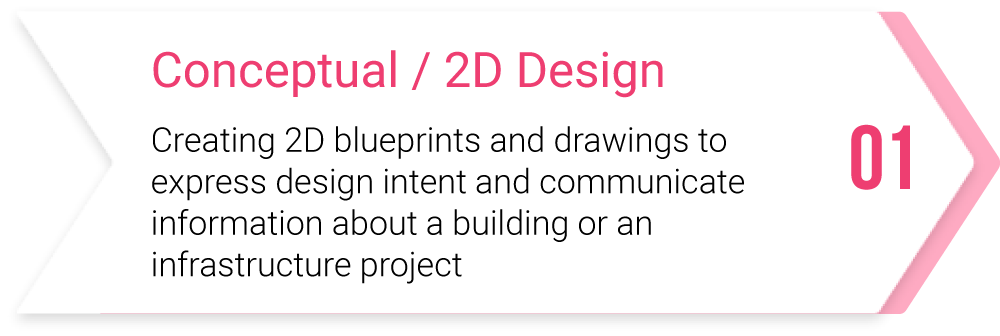 Conceptual / 2D Design
Creating 2D blueprints and drawings to
express design intent and communicate
information about a building or an
infrastructure project
01